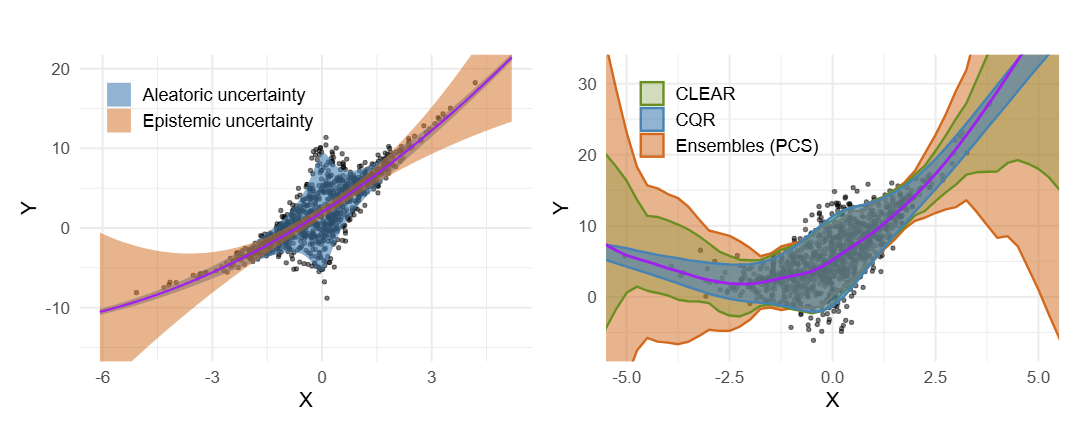 20
10
0
-10
Y
Aleatoric uncertainty
Epistemic uncertainty
-6
-3
0
3
X
30
20
10
0
Y
CLEAR
CQR
Ensembles (PCS)
-5.0
-2.5
0.0
2.5
5.0
X